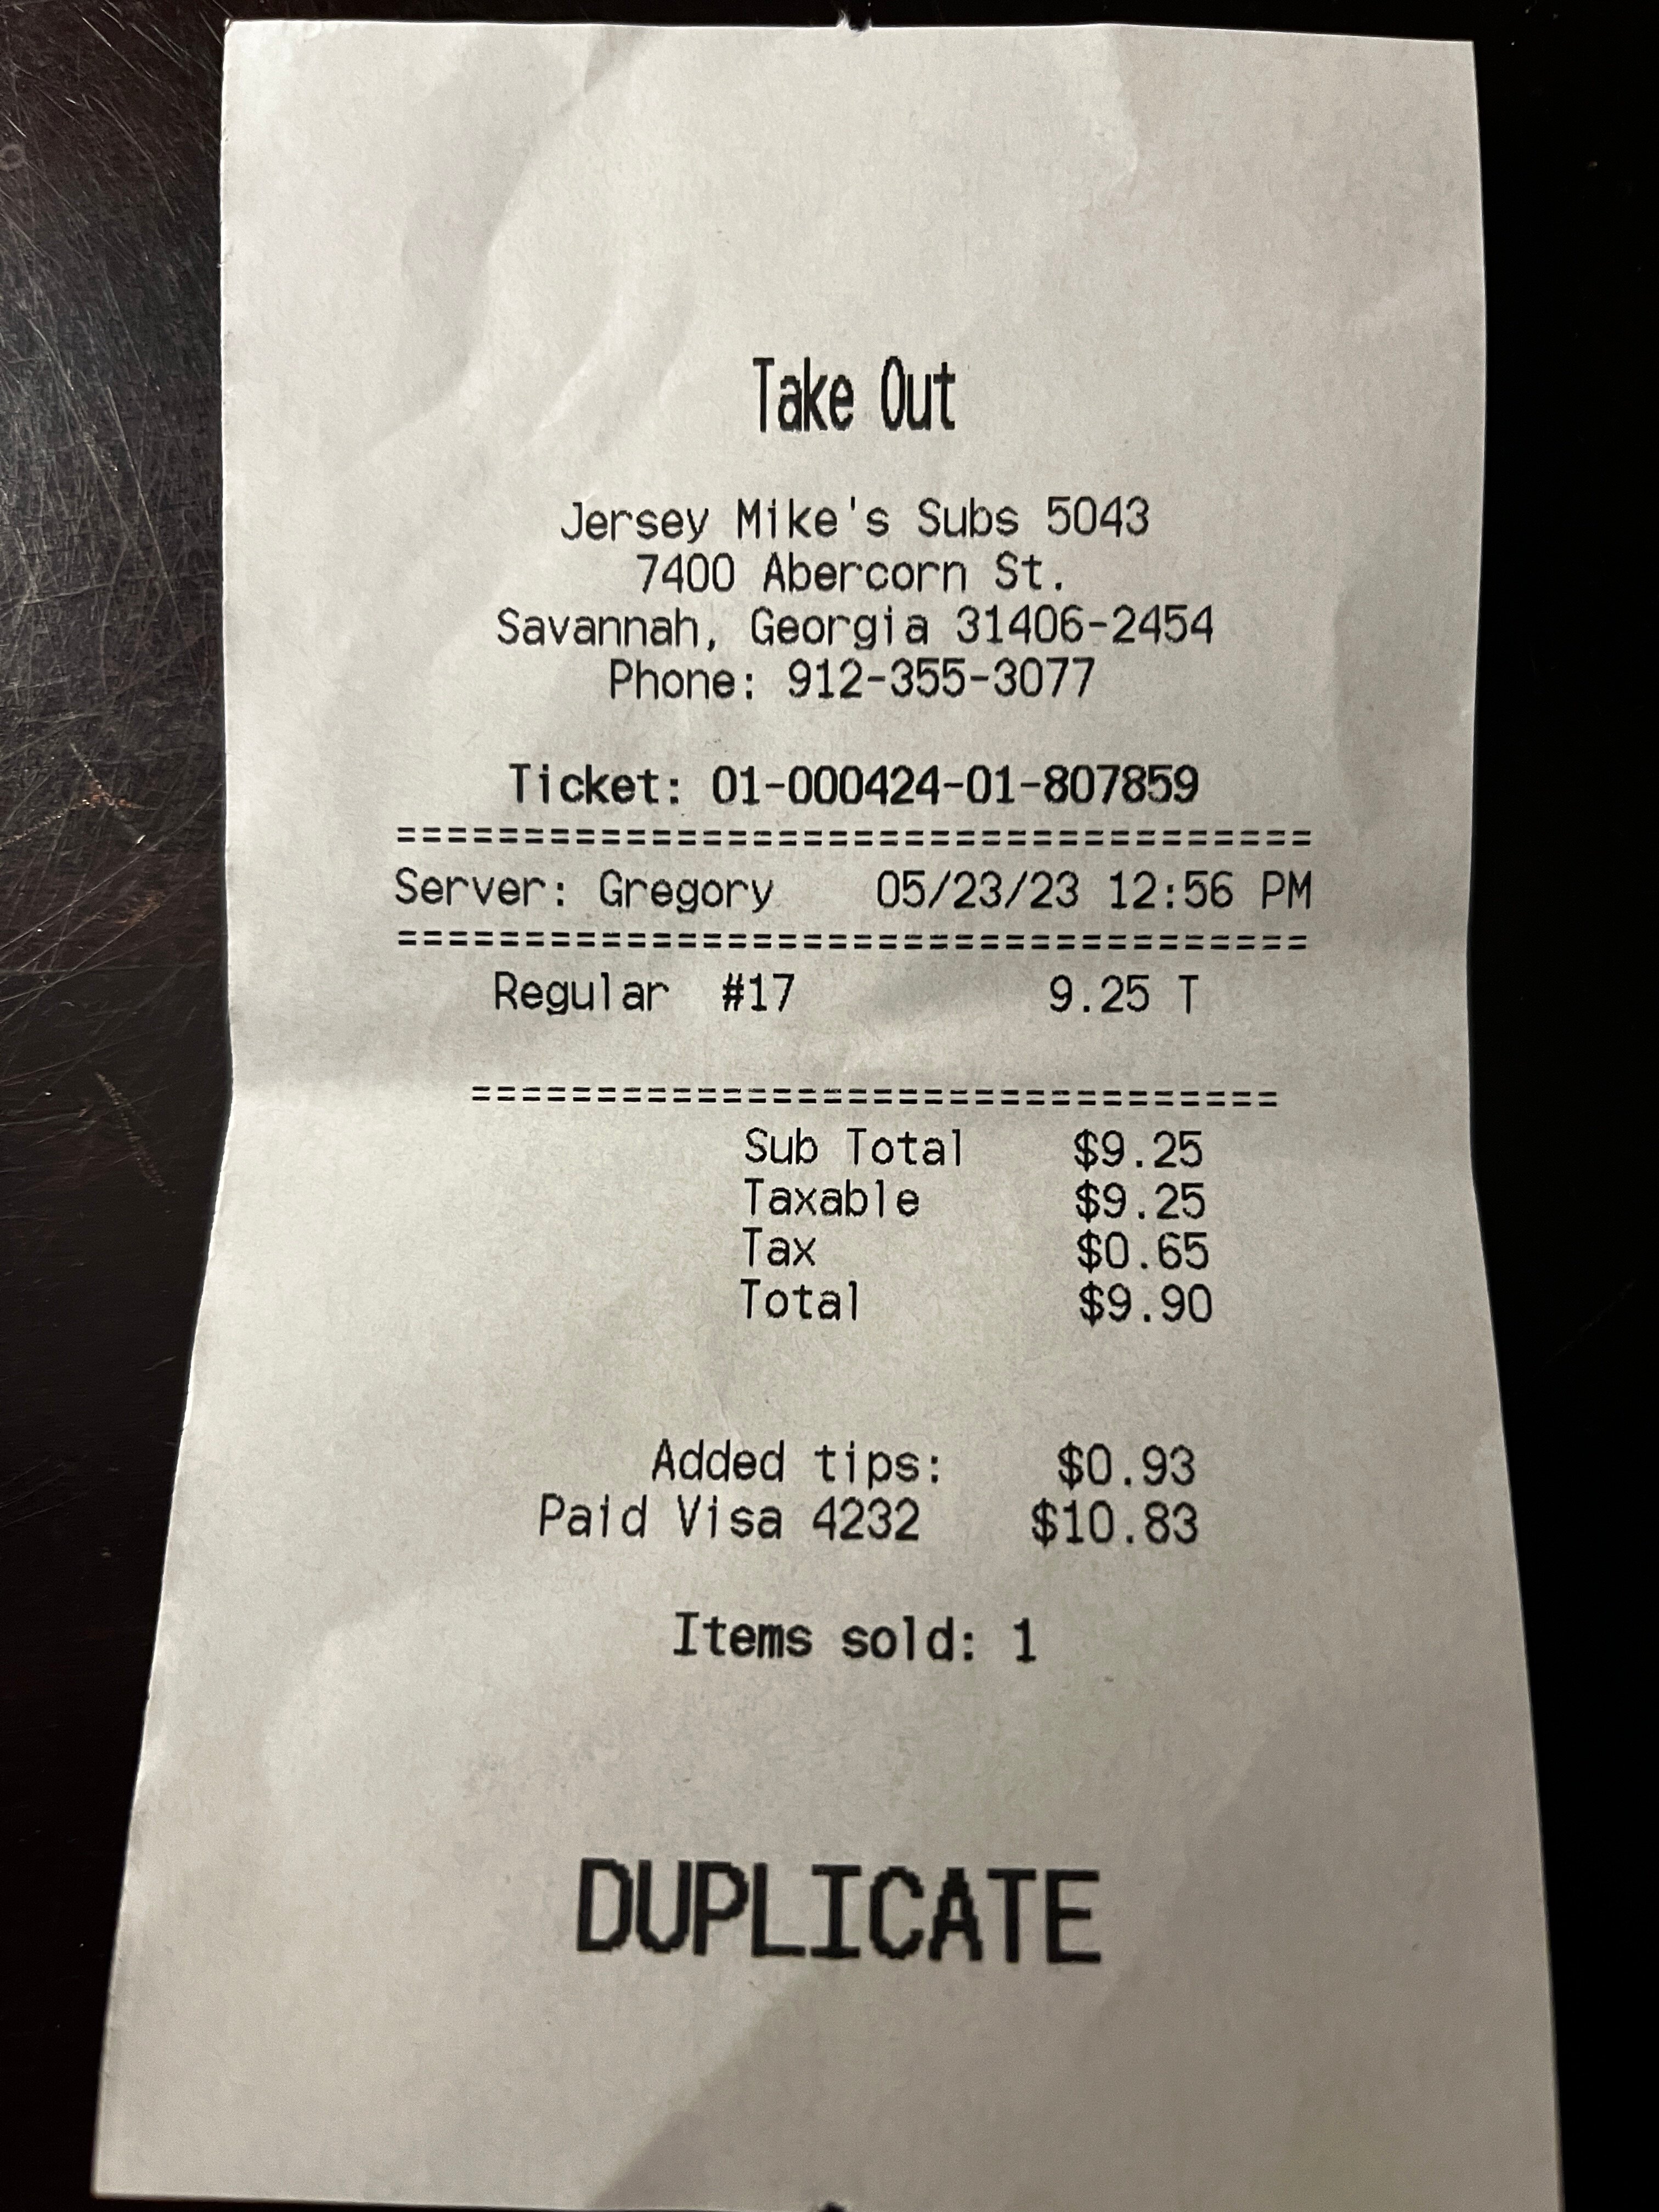 Take Out
Jersey Mike's Subs 5043
7400 Abercorn St.
Savannah, Georgia 31406-2454
Phone: 912-355-3077
Ticket: 01-000424-01-807859
====================================
Server: Gregory    05/23/23 12:56 PM
====================================
Regular  #17          9.25 T
================================
Sub Total    $9.25
Taxable      $9.25
Tax          $0.65
Total        $9.90
Added tips:    $0.93
Paid Visa 4232    $10.83
Items sold: 1
DUPLICATE